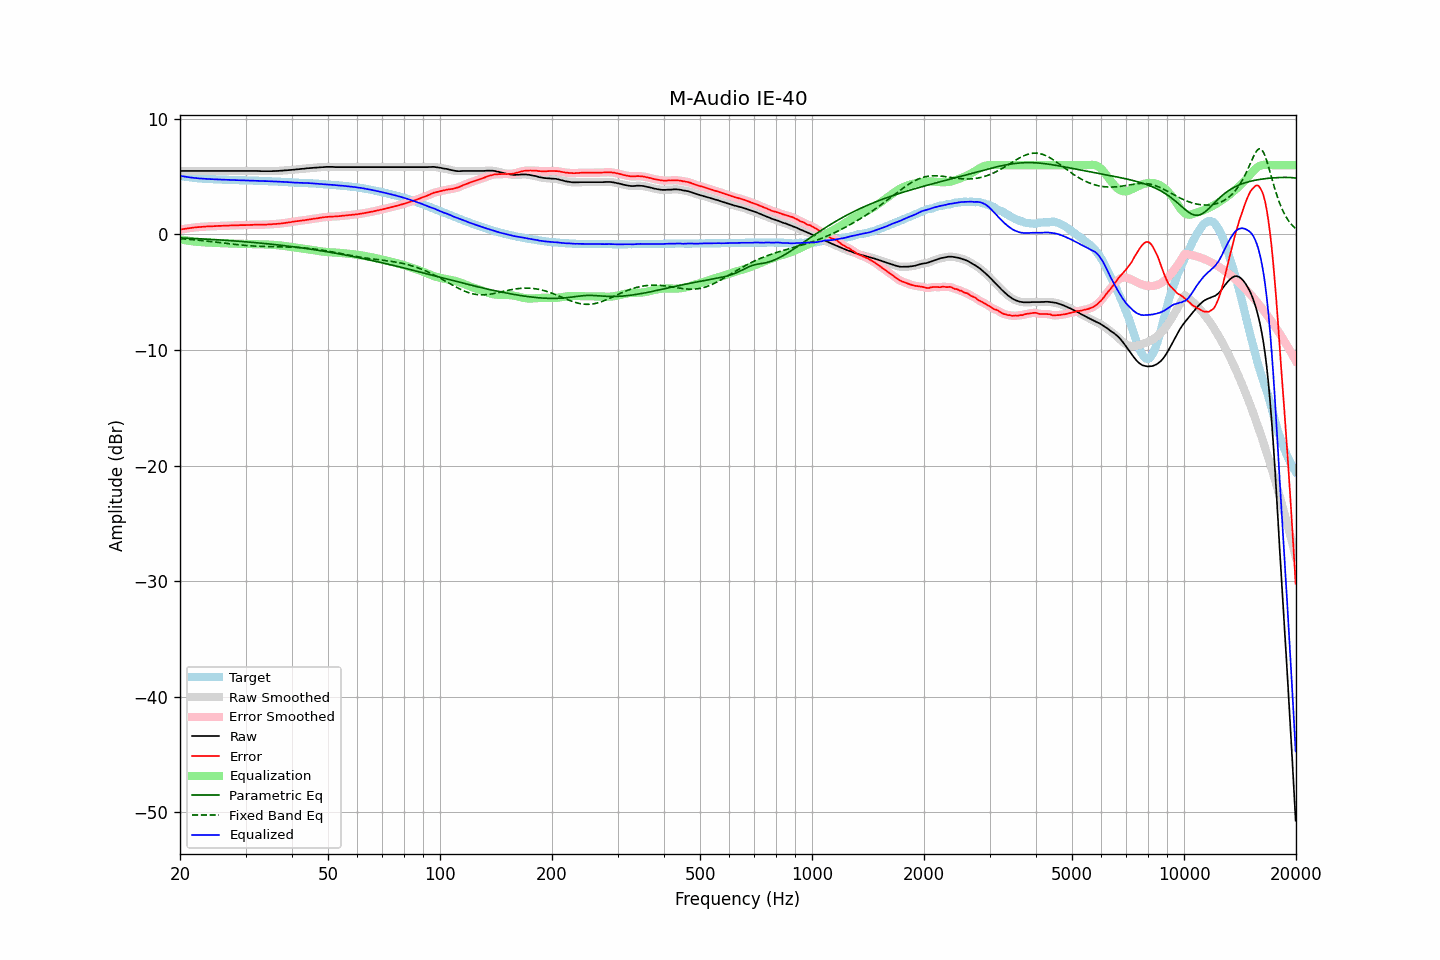 M-Audio IE-40
10
0
−10
−20
−30
−40
−50
Amplitude (dBr)
Target
Raw Smoothed
Error Smoothed
Raw
Error
Equalization
Parametric Eq
Fixed Band Eq
Equalized
20
50
100
200
500
1000
2000
5000
10000
20000
Frequency (Hz)